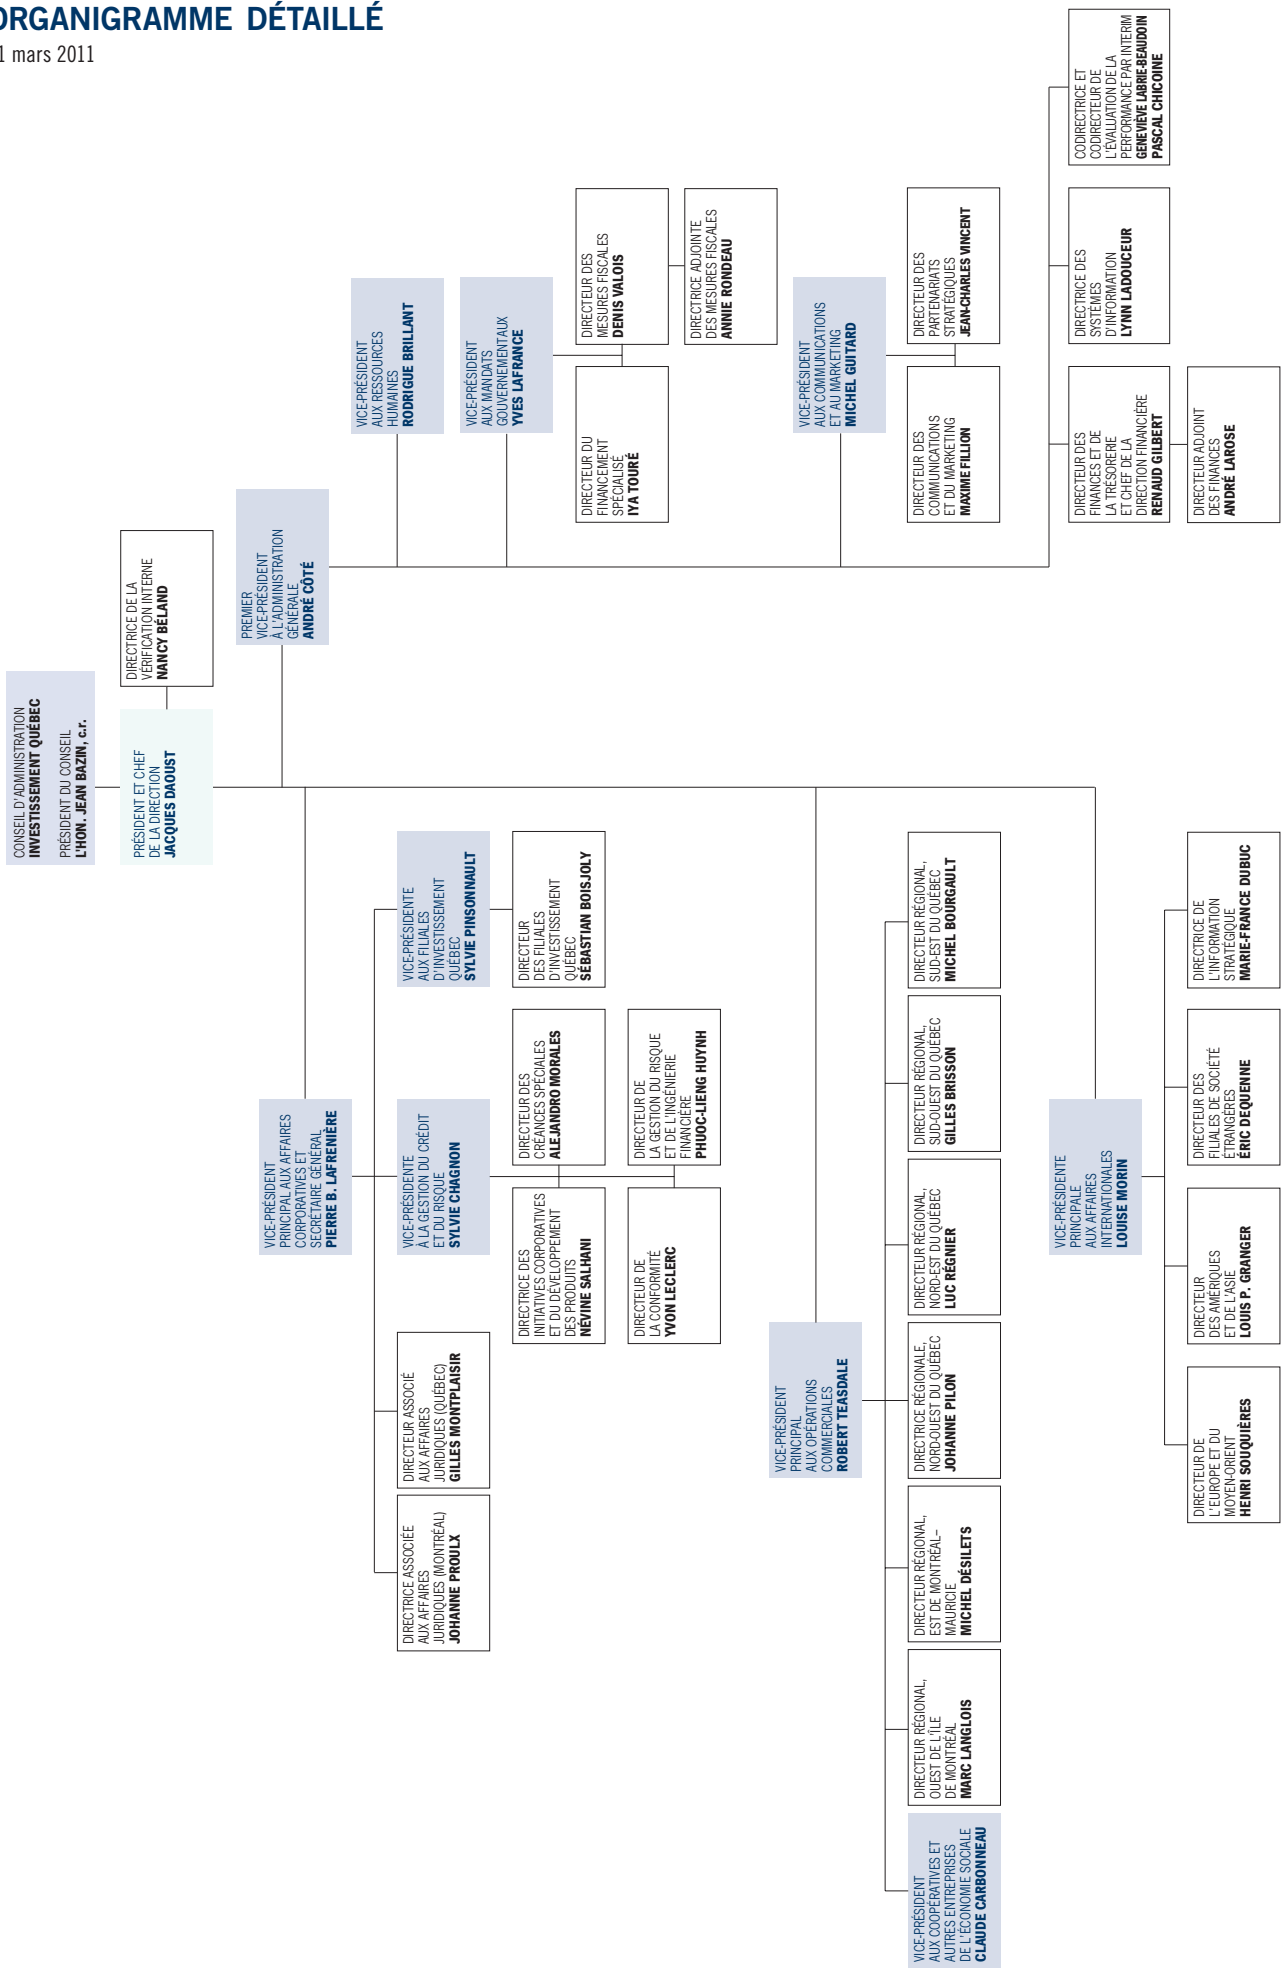 ORGANIGRAMME DÉTAILLÉ
1 mars 2011
CONSEIL D'ADMINISTRATION
INVESTISSEMENT QUÉBEC
PRÉSIDENT DU CONSEIL
L'HON. JEAN BAZIN, c.r.
PRÉSIDENT ET CHEF
DE LA DIRECTION
JACQUES DAOUST
DIRECTRICE DE LA
VÉRIFICATION INTERNE
NANCY BÉLAND
PREMIER
VICE-PRÉSIDENT
À L'ADMINISTRATION
GÉNÉRALE
ANDRÉ CÔTÉ
VICE-PRÉSIDENT
PRINCIPAL AUX AFFAIRES
CORPORATIVES ET
SECRÉTAIRE GÉNÉRAL
PIERRE B. LAFRENIÈRE
DIRECTRICE ASSOCIÉE
AUX AFFAIRES
JURIDIQUES (MONTRÉAL)
JOHANNE PROULX
DIRECTEUR ASSOCIÉ
AUX AFFAIRES
JURIDIQUES (QUÉBEC)
GILLES MONTPLAISIR
VICE-PRÉSIDENTE
À LA GESTION DU CRÉDIT
ET DU RISQUE
SYLVIE CHAGNON
VICE-PRÉSIDENTE
AUX FILIALES
D'INVESTISSEMENT
QUÉBEC
SYLVIE PINSONNAULT
DIRECTRICE DES
INITIATIVES CORPORATIVES
ET DU DÉVELOPPEMENT
DES PRODUITS
NÉVINE SALHANI
DIRECTEUR DES
CRÉANCES SPÉCIALES
ALEJANDRO MORALES
DIRECTEUR
DES FILIALES
D'INVESTISSEMENT
QUÉBEC
SÉBASTIAN BOISJOLY
DIRECTEUR DE
LA CONFORMITÉ
YVON LECLERC
DIRECTEUR DE
LA GESTION DU RISQUE
ET DE L'INGÉNIERIE
FINANCIÈRE
PHUOC-LIENG HUYNH
VICE-PRÉSIDENT
AUX RESSOURCES
HUMAINES
RODRIGUE BRILLANT
VICE-PRÉSIDENT
AUX MANDATS
GOUVERNEMENTAUX
YVES LAFRANCE
DIRECTEUR DU
FINANCEMENT
SPÉCIALISÉ
IYA TOURÉ
DIRECTEUR DES
MESURES FISCALES
DENIS VALOIS
DIRECTRICE ADJOINTE
DES MESURES FISCALES
ANNIE RONDEAU
VICE-PRÉSIDENT
AUX COMMUNICATIONS
ET AU MARKETING
MICHEL GUITARD
DIRECTEUR DES
COMMUNICATIONS
ET DU MARKETING
MAXIME FILLION
DIRECTEUR DES
PARTENARIATS
STRATÉGIQUES
JEAN-CHARLES VINCENT
DIRECTEUR DES
FINANCES ET DE
LA TRÉSORERIE
ET CHEF DE LA
DIRECTION FINANCIÈRE
RENAUD GILBERT
DIRECTRICE DES
SYSTÈMES
D'INFORMATION
LYNN LADOUCEUR
CODIRECTRICE ET
CODIRECTEUR DE
L'ÉVALUATION DE LA
PERFORMANCE PAR INTERIM
GENEVIÈVE LABRIE-BEAUDOIN
PASCAL CHICOINE
DIRECTEUR ADJOINT
DES FINANCES
ANDRÉ LAROSE
VICE-PRÉSIDENT
PRINCIPAL
AUX OPÉRATIONS
COMMERCIALES
ROBERT TEASDALE
VICE-PRÉSIDENT
AUX COOPÉRATIVES ET
AUTRES ENTREPRISES
DE L'ÉCONOMIE SOCIALE
CLAUDE CARBONNEAU
DIRECTEUR RÉGIONAL,
OUEST DE L'ÎLE
DE MONTRÉAL
MARC LANGLOIS
DIRECTEUR RÉGIONAL,
EST DE MONTRÉAL–
MAURICIE
MICHEL DÉSILETS
DIRECTRICE RÉGIONALE,
NORD-OUEST DU QUÉBEC
JOHANNE PILON
DIRECTEUR RÉGIONAL,
NORD-EST DU QUÉBEC
LUC RÉGNIER
DIRECTEUR RÉGIONAL,
SUD-OUEST DU QUÉBEC
GILLES BRISSON
DIRECTEUR RÉGIONAL,
SUD-EST DU QUÉBEC
MICHEL BOURGAULT
VICE-PRÉSIDENTE
PRINCIPALE
AUX AFFAIRES
INTERNATIONALES
LOUISE MORIN
DIRECTEUR DE
L'EUROPE ET DU
MOYEN-ORIENT
HENRI SOUQUIÈRES
DIRECTEUR
DES AMÉRIQUES
ET DE L'ASIE
LOUIS P. GRANGER
DIRECTEUR DES
FILIALES DE SOCIÉTÉ
ÉTRANGÈRES
ÉRIC DEQUENNE
DIRECTRICE DE
L'INFORMATION
STRATÉGIQUE
MARIE-FRANCE DUBUC